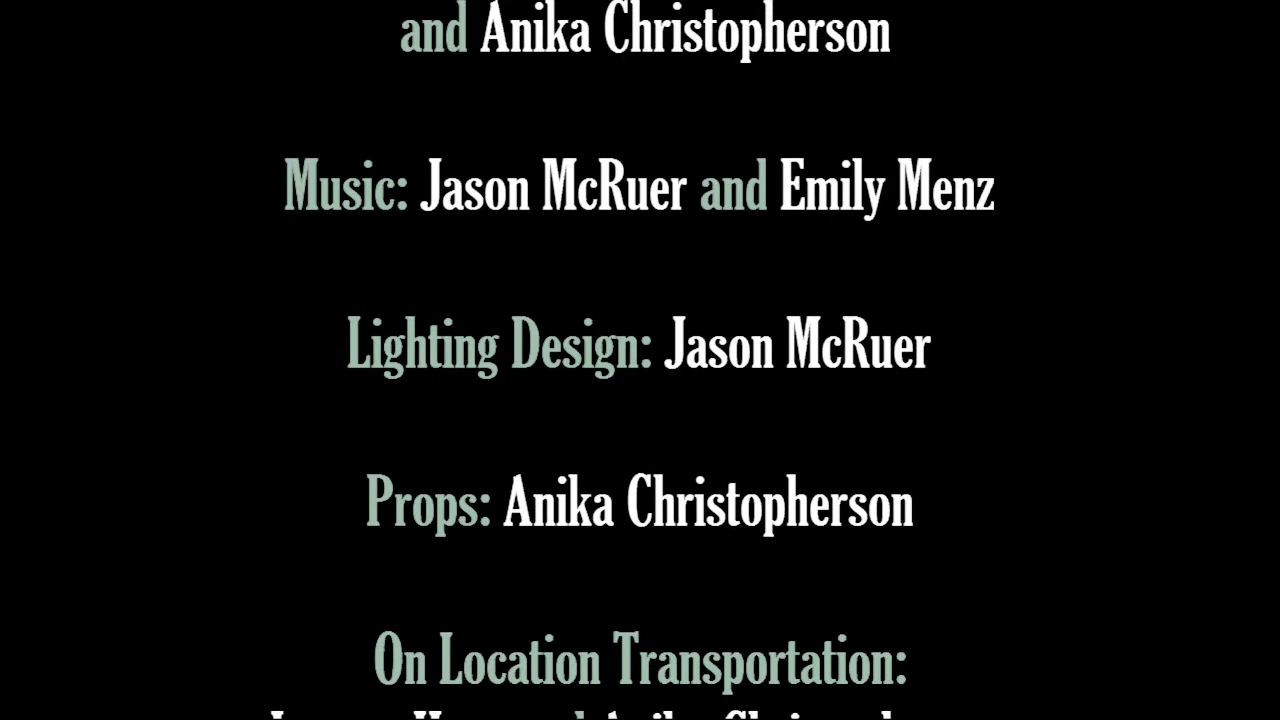 and Anika Christopherson
Music: Jason McRuer and Emily Menz
Lighting Design: Jason McRuer
Props: Anika Christopherson
On Location Transportation: